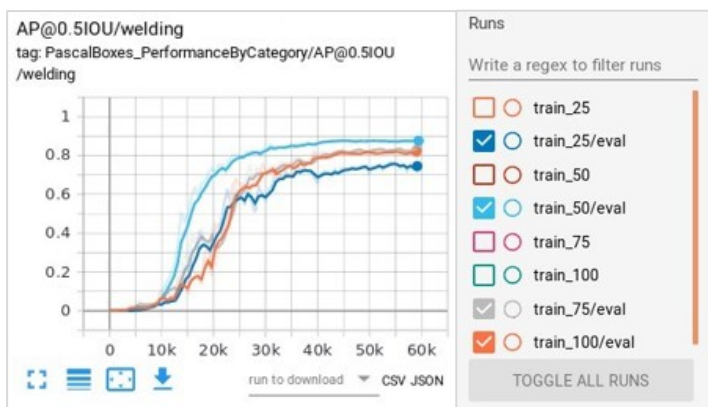 AP@0.5IOU/welding
tag: PascalBoxes_PerformanceByCategory/AP@0.5IOU
/welding
1
0.8
0.6
0.4
0.2
0
0 10k 20k 30k 40k 50k 60k
run to download CSV JSON
Runs
Write a regex to filter runs
train_25
train_25/eval
train_50
train_50/eval
train_75
train_100
train_75/eval
train_100/eval
TOGGLE ALL RUNS